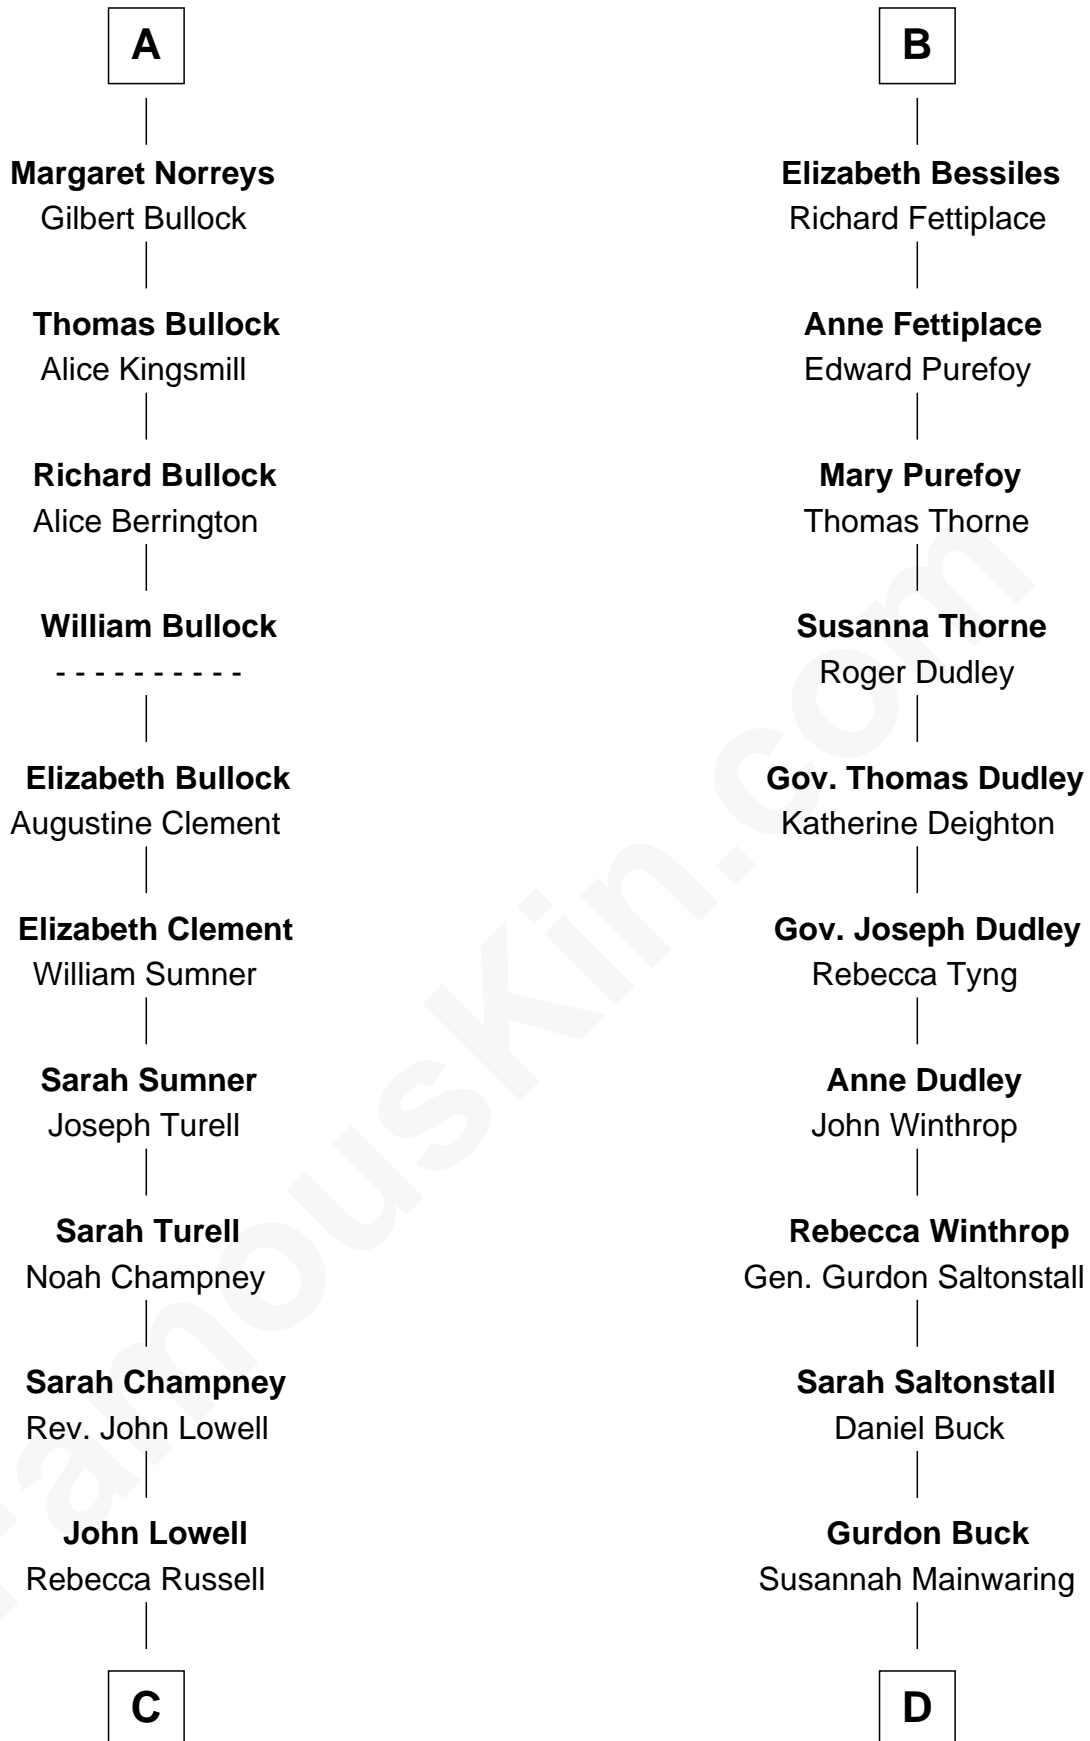 A
Margaret Norreys
Gilbert Bullock
Thomas Bullock
Alice Kingsmill
Richard Bullock
Alice Berrington
William Bullock
- - - - - - - - - -
Elizabeth Bullock
Augustine Clement
Elizabeth Clement
William Sumner
Sarah Sumner
Joseph Turell
Sarah Turell
Noah Champney
Sarah Champney
Rev. John Lowell
John Lowell
Rebecca Russell
C
B
Elizabeth Bessiles
Richard Fettiplace
Anne Fettiplace
Edward Purefoy
Mary Purefoy
Thomas Thorne
Susanna Thorne
Roger Dudley
Gov. Thomas Dudley
Katherine Deighton
Gov. Joseph Dudley
Rebecca Tyng
Anne Dudley
John Winthrop
Rebecca Winthrop
Gen. Gurdon Saltonstall
Sarah Saltonstall
Daniel Buck
Gurdon Buck
Susannah Mainwaring
D
FamousKin.com